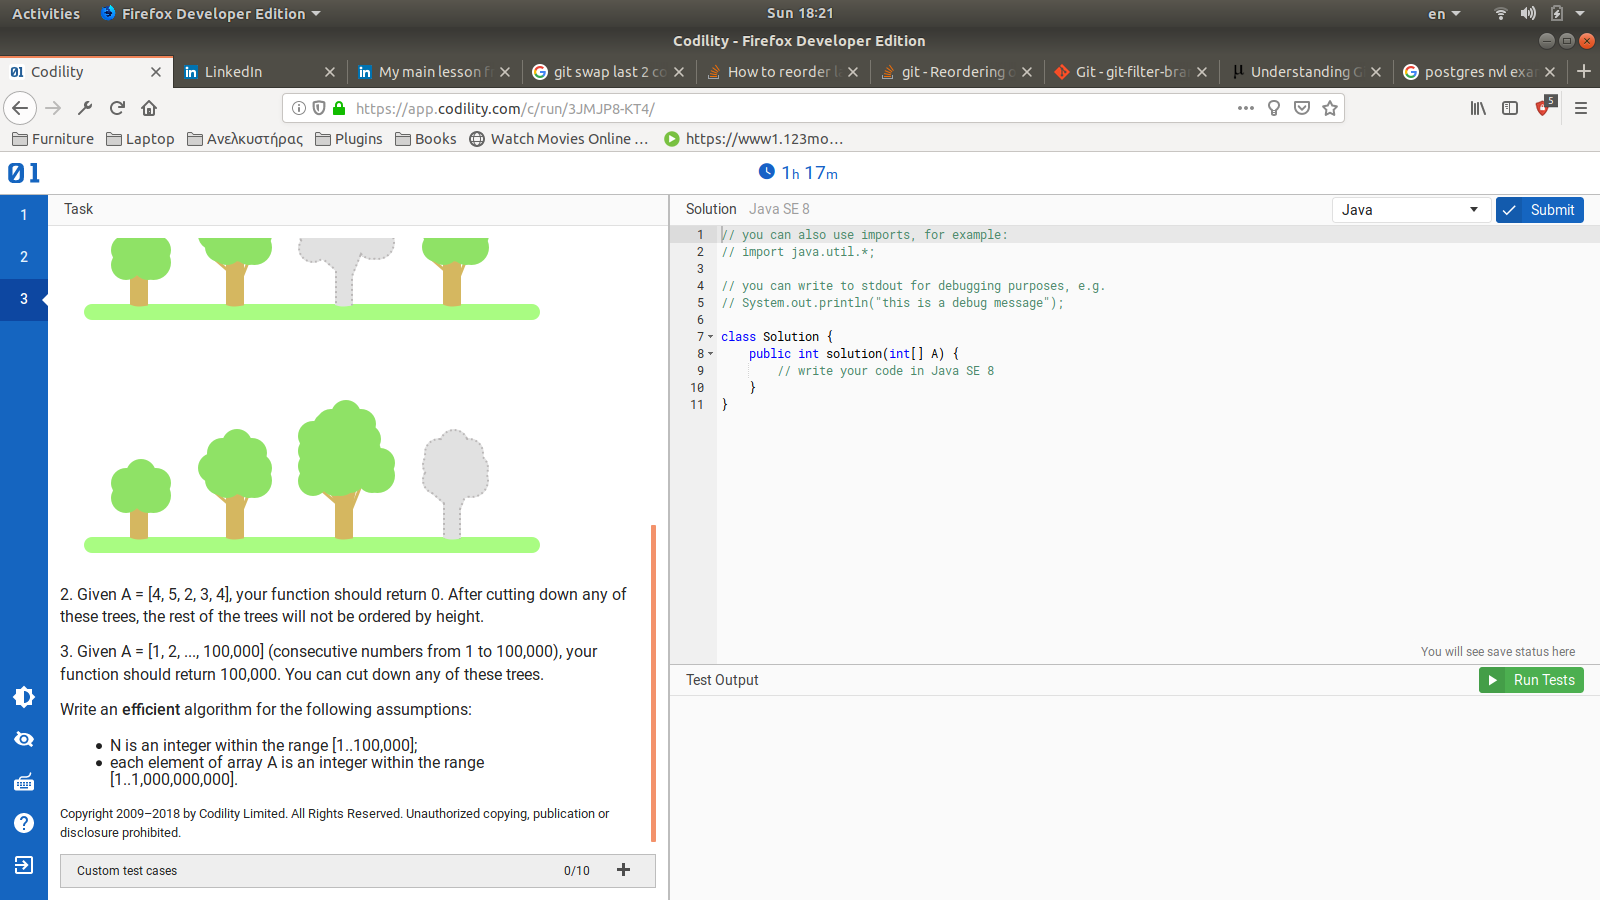 Activities Firefox Developer Edition Sun 18:21 en
Codility - Firefox Developer Edition
Codility LinkedIn My main lesson f git swap last 2 co How to reorder l git - Reordering Git - git-filter-bra Understanding G postgres nvl exa
https://app.codility.com/c/run/3JMJP8-KT4/ 5
Furniture Laptop Ανελκυστήρας Plugins Books Watch Movies Online ... https://www1.123mo...
01 1h 17m
1 Task Solution Java SE 8 Java Submit
2
3
1 // you can also use imports, for example:
2 // import java.util.*;
3
4 // you can write to stdout for debugging purposes, e.g.
5 // System.out.println("this is a debug message");
6
7 class Solution {
8 public int solution(int[] A) {
9 // write your code in Java SE 8
10 }
11 }
2. Given A = [4, 5, 2, 3, 4], your function should return 0. After cutting down any of
these trees, the rest of the trees will not be ordered by height.
3. Given A = [1, 2, ..., 100,000] (consecutive numbers from 1 to 100,000), your
function should return 100,000. You can cut down any of these trees.
Write an efficient algorithm for the following assumptions:
• N is an integer within the range [1..100,000];
• each element of array A is an integer within the range
[1..1,000,000,000].
Copyright 2009–2018 by Codility Limited. All Rights Reserved. Unauthorized copying, publication or
disclosure prohibited.
Custom test cases 0/10 +
You will see save status here
Test Output Run Tests